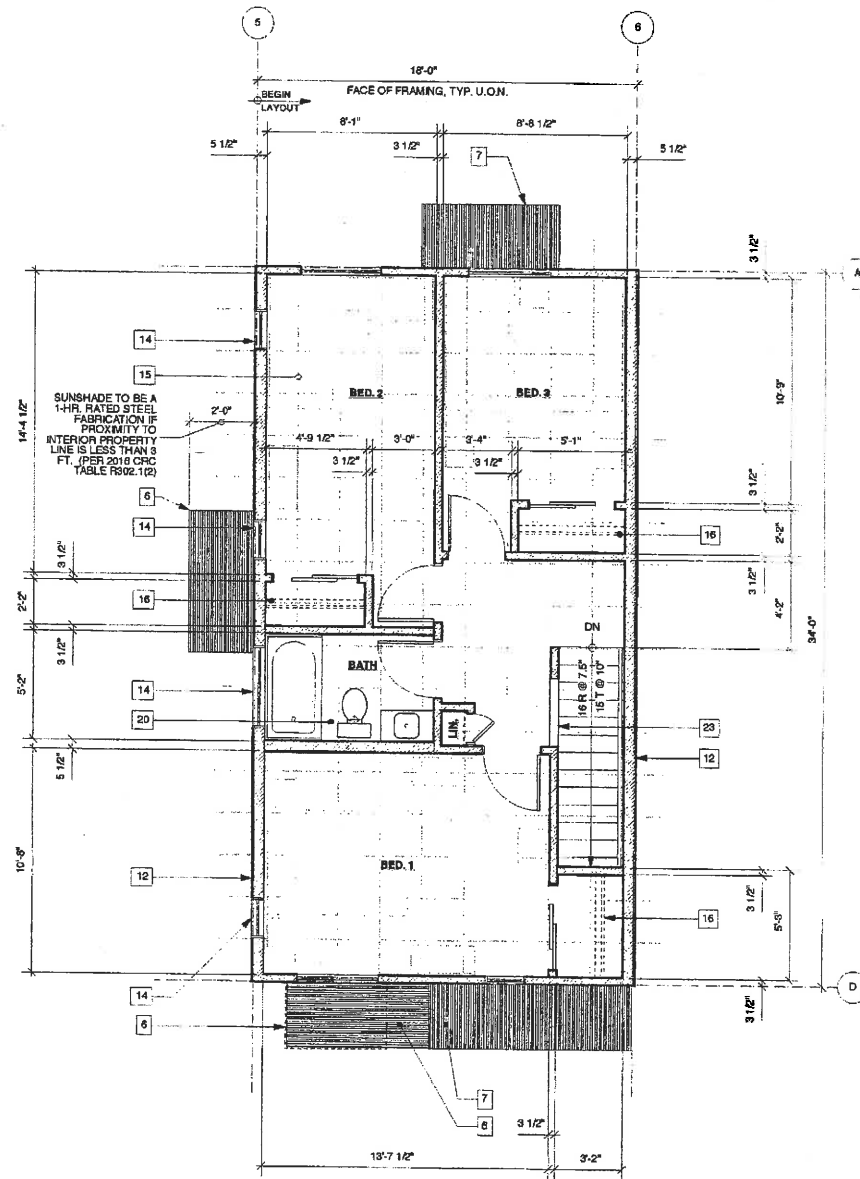 5
6
18'-0"
FACE OF FRAMING, TYP. U.O.N.
BEGIN
LAYOUT
8'-1"
8'-8 1/2"
5 1/2"
3 1/2"
5 1/2"
7
3 1/2"
A
14
15
BED. 2
BED. 3
10'-9"
14'-4 1/2"
SUNSHADE TO BE A
1-HR. RATED STEEL
FABRICATION IF
PROXIMITY TO
INTERIOR PROPERTY
LINE IS LESS THAN 3
FT. (PER 2016 CRC
TABLE R302.1(2)
2'-0"
4'-9 1/2"
3'-0"
3'-4"
5'-1"
3 1/2"
3 1/2"
3 1/2"
6
14
16
2'-2"
3 1/2"
3 1/2"
4'-2"
34'-0"
2'-2"
16
DN
3 1/2"
BATH
5'-2"
14
16 R @ 7.5"
15 T @ 10"
20
LIN.
23
12
5 1/2"
10'-8"
BED. 1
12
3 1/2"
16
5'-8"
14
D
6
3 1/2"
7
6
3 1/2"
13'-7 1/2"
3'-2"